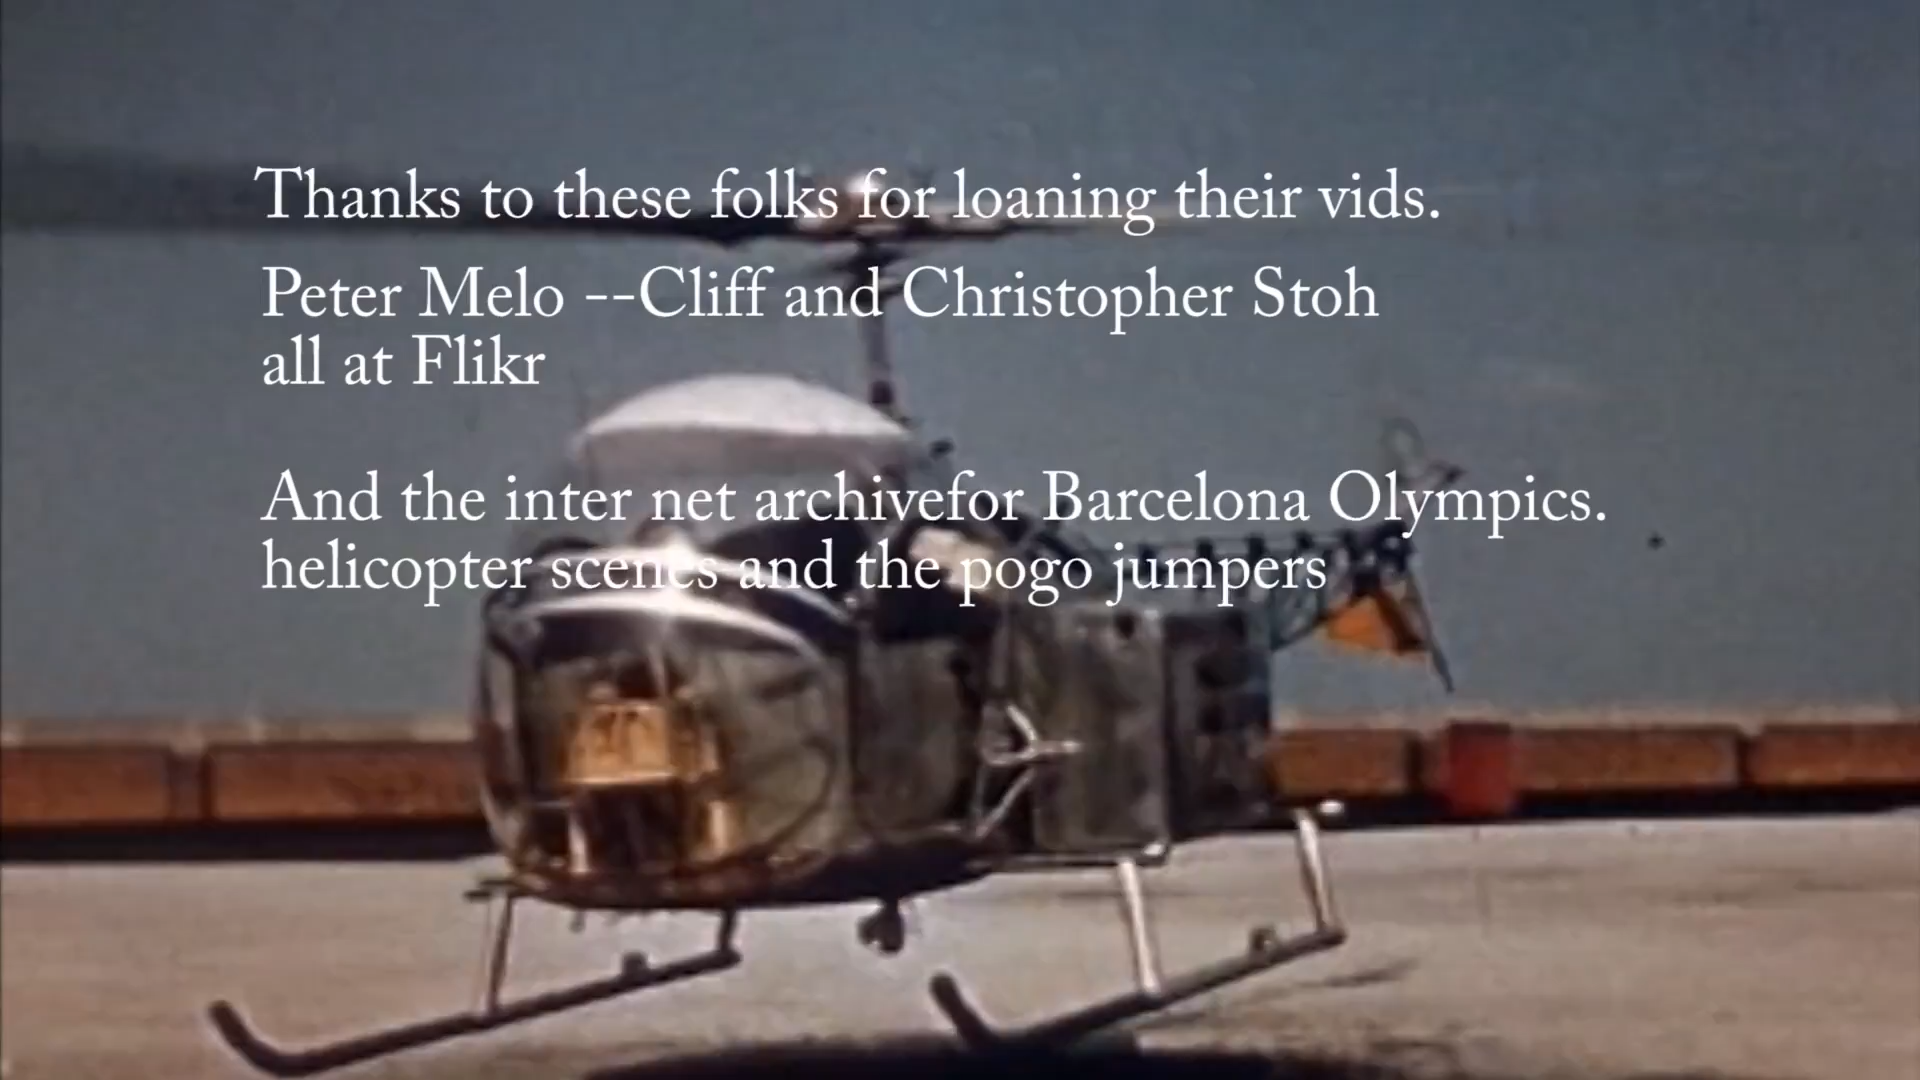 Thanks to these folks for loaning their vids.
Peter Melo --Cliff and Christopher Stoh
all at Flikr
And the inter net archivefor Barcelona Olympics.
helicopter scenes and the pogo jumpers